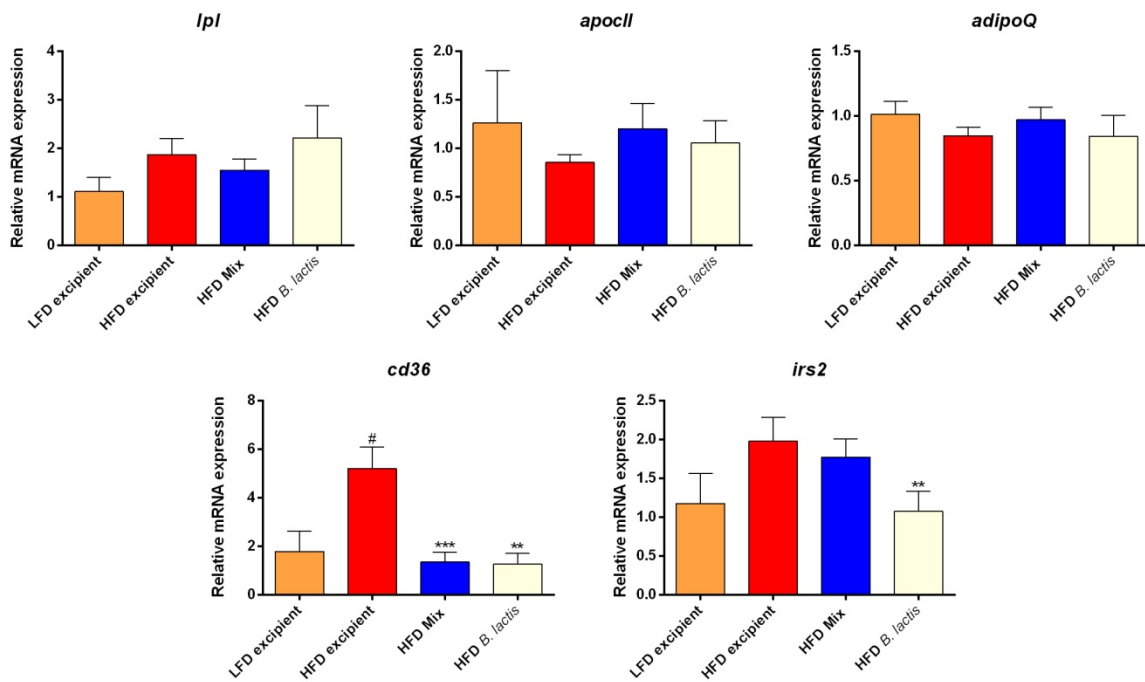 lpl
Relative mRNA expression
4
3
2
1
0
LFD excipient
HFD excipient
HFD Mix
HFD B. lactis
apocII
Relative mRNA expression
2.0
1.5
1.0
0.5
0.0
LFD excipient
HFD excipient
HFD Mix
HFD B. lactis
adipoQ
Relative mRNA expression
1.5
1.0
0.5
0.0
LFD excipient
HFD excipient
HFD Mix
HFD B. lactis
cd36
Relative mRNA expression
8
6
4
2
0
#
***
**
LFD excipient
HFD excipient
HFD Mix
HFD B. lactis
irs2
Relative mRNA expression
2.5
2.0
1.5
1.0
0.5
0.0
**
LFD excipient
HFD excipient
HFD Mix
HFD B. lactis